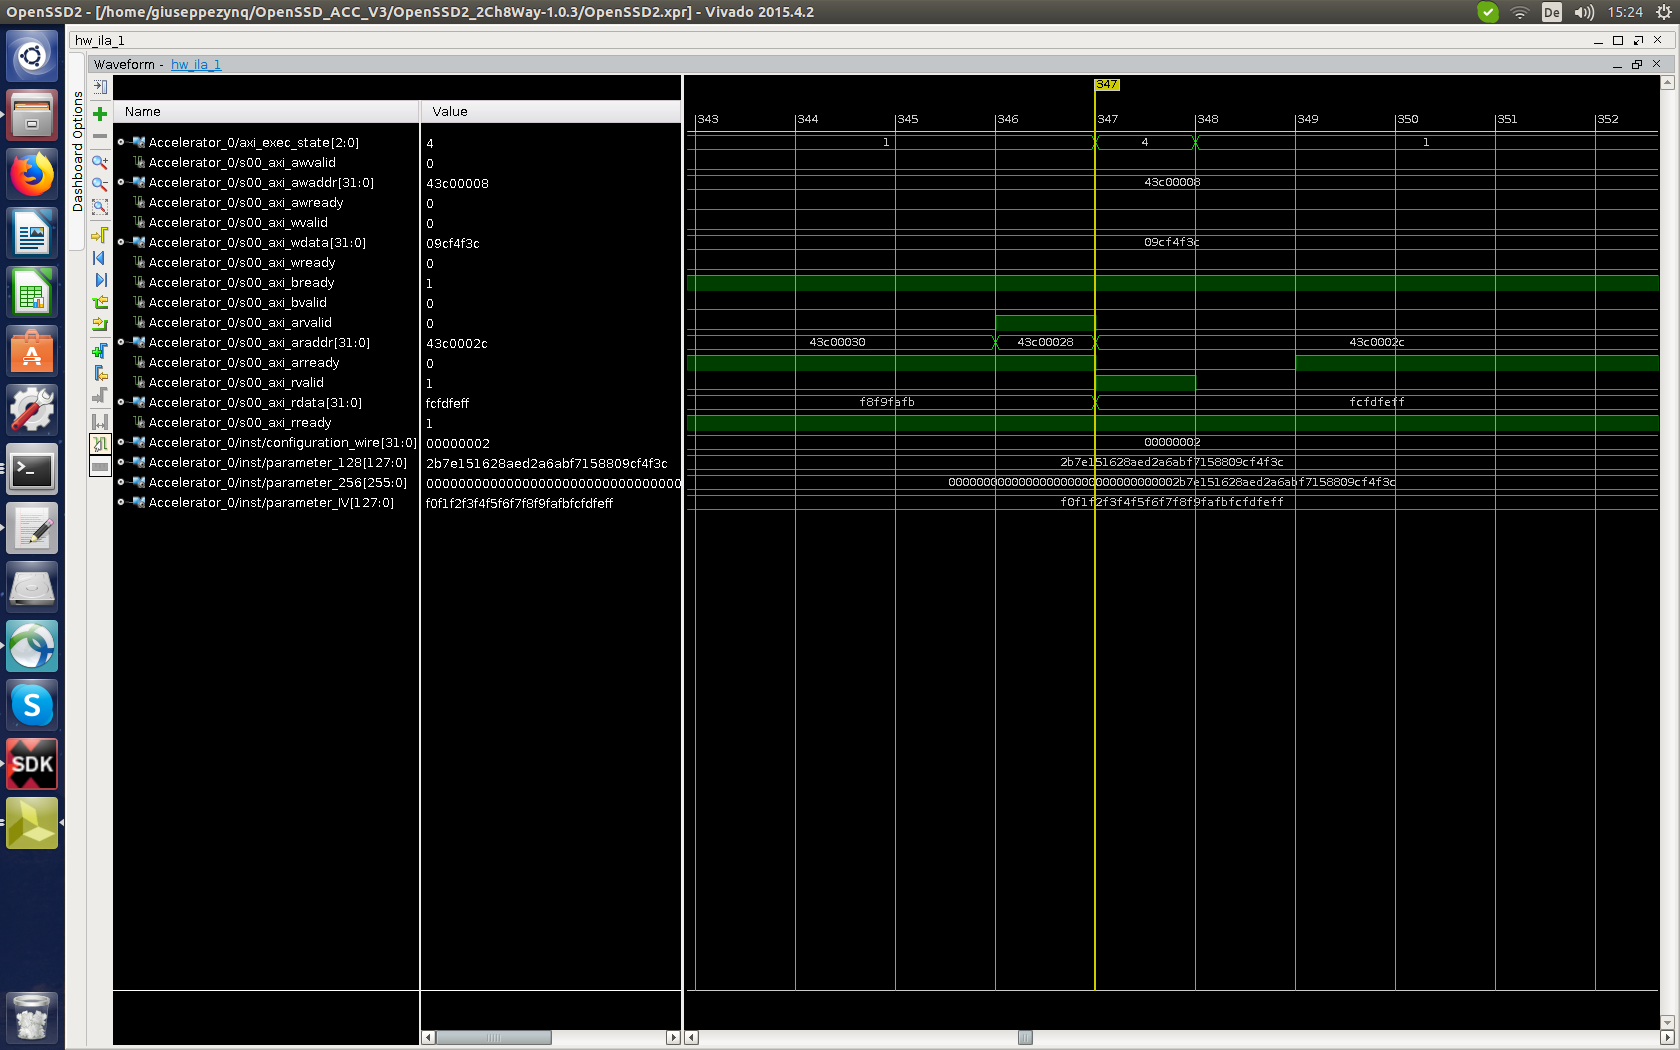 OpenSSD2 - [/home/giuseppezynq/OpenSSD_ACC_V3/OpenSSD2_2Ch8Way-1.0.3/OpenSSD2.xpr] - Vivado 2015.4.2
De
15:24
hw_ila_1
Waveform - hw_ila_1
Dashboard Options
347
Name Value
343 344 345 346 347 348 349 350 351 352
Accelerator_0/axi_exec_state[2:0] 4 1 4 1
Accelerator_0/s00_axi_awvalid 0
Accelerator_0/s00_axi_awaddr[31:0] 43c00008 43c00008
Accelerator_0/s00_axi_awready 0
Accelerator_0/s00_axi_wvalid 0
Accelerator_0/s00_axi_wdata[31:0] 09cf4f3c 09cf4f3c
Accelerator_0/s00_axi_wready 0
Accelerator_0/s00_axi_bready 1
Accelerator_0/s00_axi_bvalid 0
Accelerator_0/s00_axi_arvalid 0
Accelerator_0/s00_axi_araddr[31:0] 43c0002c 43c00030 43c00028 43c0002c
Accelerator_0/s00_axi_arready 0
Accelerator_0/s00_axi_rvalid 1
Accelerator_0/s00_axi_rdata[31:0] fcfdfeff f8f9fafb fcfdfeff
Accelerator_0/s00_axi_rready 1
Accelerator_0/inst/configuration_wire[31:0] 00000002 00000002
Accelerator_0/inst/parameter_128[127:0] 2b7e151628aed2a6abf7158809cf4f3c 2b7e151628aed2a6abf7158809cf4f3c
Accelerator_0/inst/parameter_256[255:0] 00000000000000000000000000000000 000000000000000000000000000000002b7e151628aed2a6abf7158809cf4f3c
Accelerator_0/inst/parameter_IV[127:0] f0f1f2f3f4f5f6f7f8f9fafbfcfdfeff f0f1f2f3f4f5f6f7f8f9fafbfcfdfeff
S
SDK